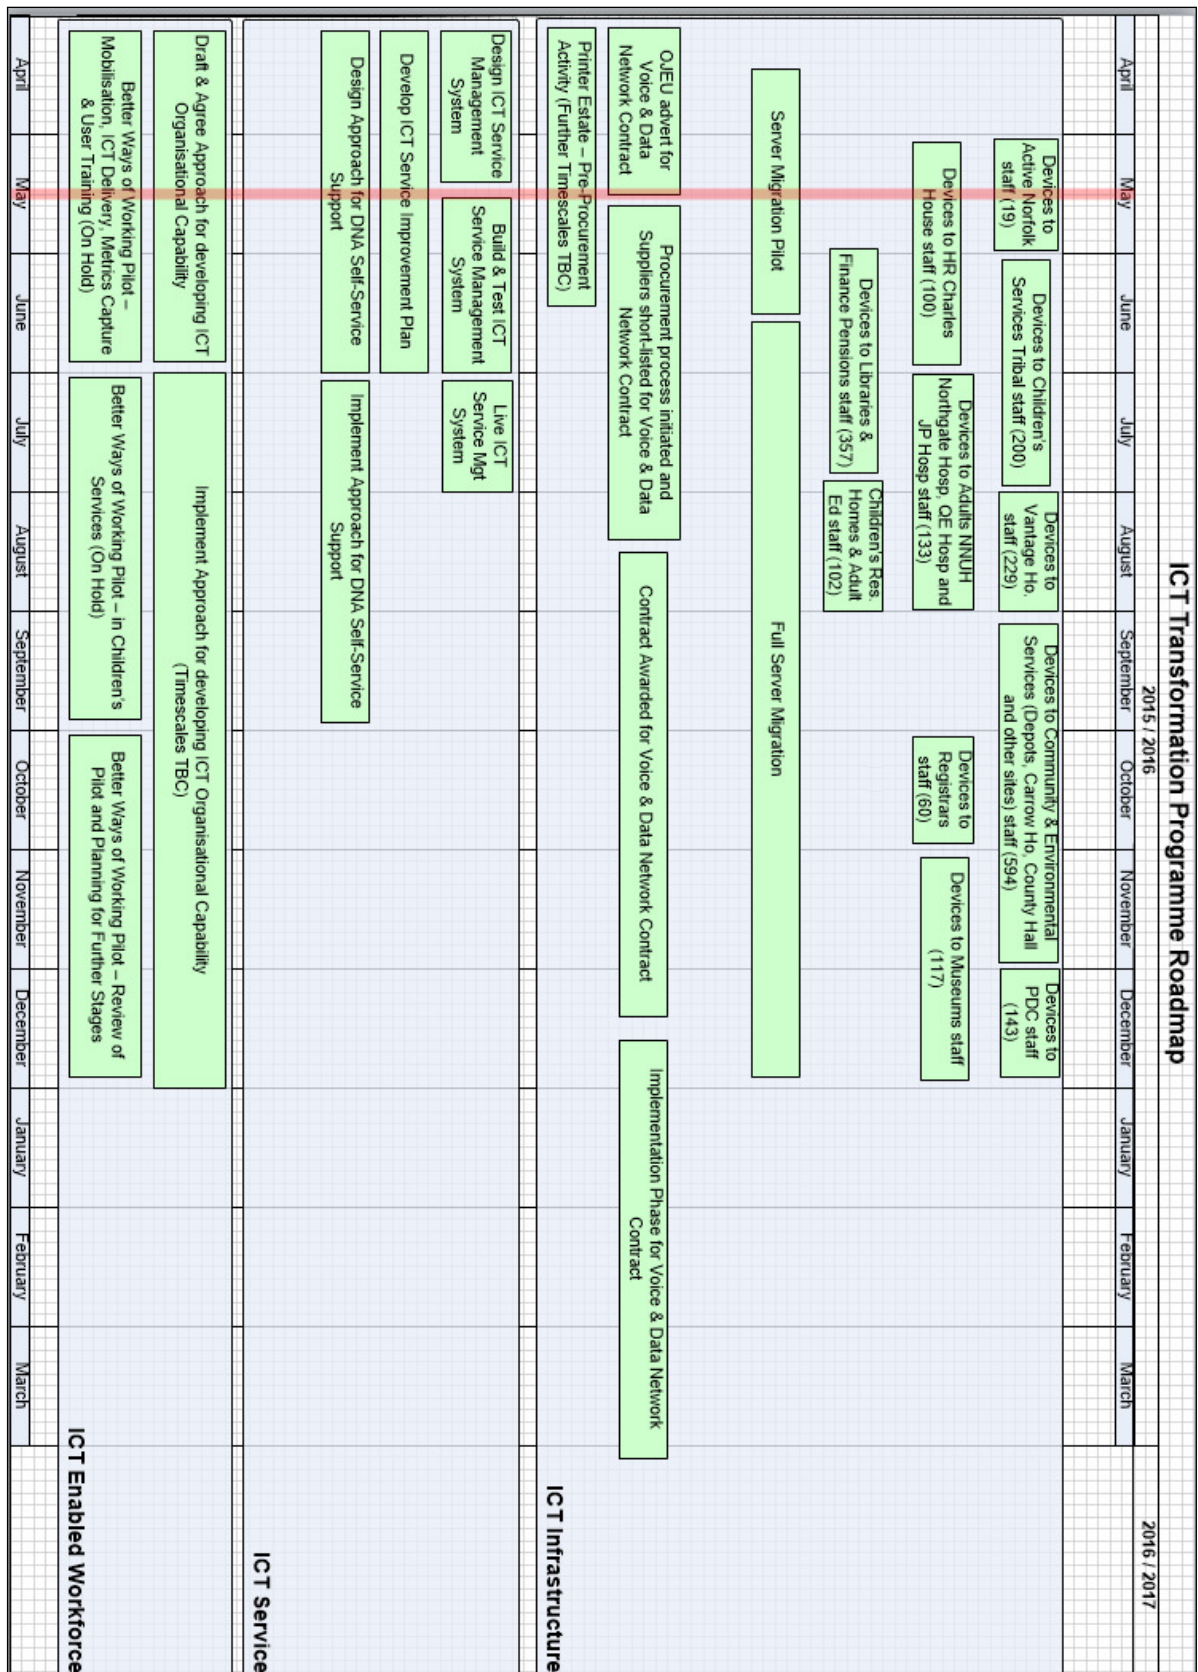 ICT Transformation Programme Roadmap
2015 / 2016
2016 / 2017
April
May
June
July
August
September
October
November
December
January
February
March
Devices to
Active Norfolk
staff (19)
Devices to Children's
Services Tribal staff (200)
Devices to
Vantage Ho.
staff (229)
Devices to Community & Environmental
Services (Depots, Carrow Ho, County Hall
and other sites) staff (594)
Devices to
PDC staff
(143)
Devices to HR Charles
House staff (100)
Devices to Adults NNUH
Northgate Hosp, QE Hosp and
JP Hosp staff (133)
Devices to
Registrars
staff (60)
Devices to Museums staff
(117)
Devices to Libraries &
Finance Pensions staff (357)
Children's Res.
Homes & Adult
Ed staff (102)
Server Migration Pilot
Full Server Migration
OJEU advert for
Voice & Data
Network Contract
Procurement process initiated and
Suppliers short-listed for Voice & Data
Network Contract
Contract Awarded for Voice & Data Network Contract
Implementation Phase for Voice & Data Network
Contract
Printer Estate – Pre-Procurement
Activity (Further Timescales TBC)
ICT Infrastructure
Design ICT Service
Management
System
Build & Test ICT
Service Management
System
Live ICT
Service Mgt
System
Develop ICT Service Improvement Plan
Design Approach for DNA Self-Service
Support
Implement Approach for DNA Self-Service
Support
ICT Service
Draft & Agree Approach for developing ICT
Organisational Capability
Implement Approach for developing ICT Organisational Capability
(Timescales TBC)
Better Ways of Working Pilot –
Mobilisation, ICT Delivery, Metrics Capture
& User Training (On Hold)
Better Ways of Working Pilot – in Children's
Services (On Hold)
Better Ways of Working Pilot – Review of
Pilot and Planning for Further Stages
ICT Enabled Workforce
April
May
June
July
August
September
October
November
December
January
February
March